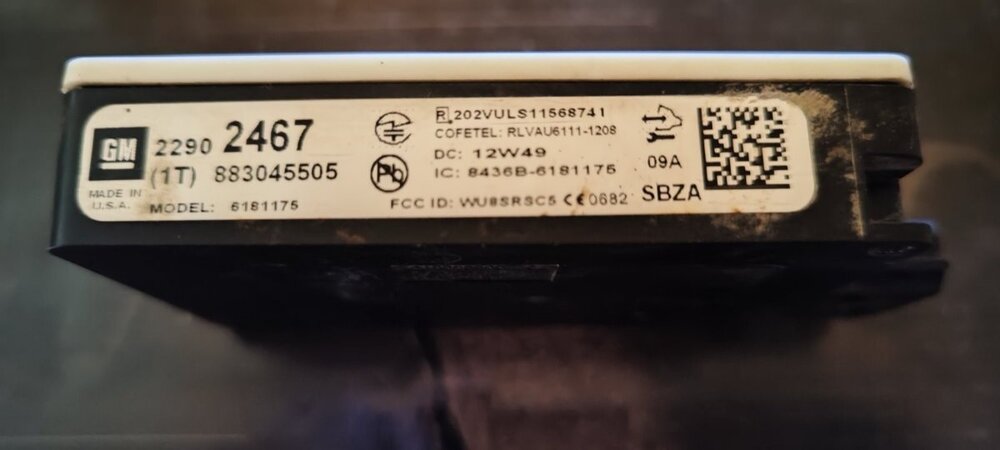 GM
2290 2467
(1T) 883045505
MADE IN
U.S.A.
MODEL: 6181175
R 202VULS11568741
COFETEL: RLVAU6111-1208
DC: 12W49
IC: 8436B-6181175
FCC ID: WU8SRSC5 CE0682
Pb
09A
SBZA